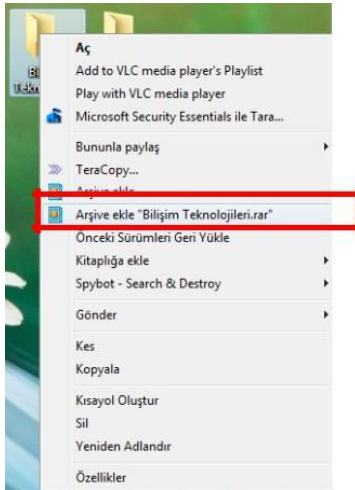 Aç
Add to VLC media player's Playlist
Play with VLC media player
Microsoft Security Essentials ile Tara...
Bununla paylaş
TeraCopy...
Arşive ekle...
Arşive ekle "Bilişim Teknolojileri.rar"
Önceki Sürümleri Geri Yükle
Kitaplığa ekle
Spybot - Search & Destroy
Gönder
Kes
Kopyala
Kısayol Oluştur
Sil
Yeniden Adlandır
Özellikler